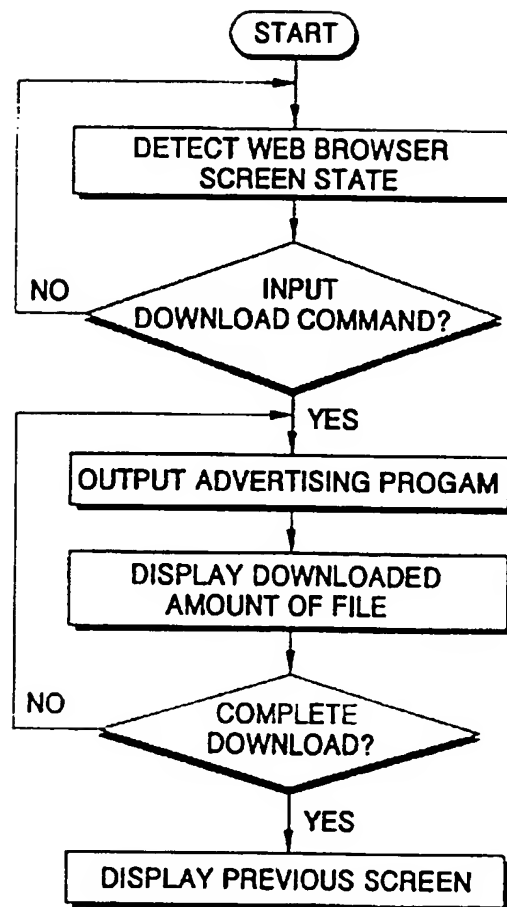 START
DETECT WEB BROWSER
SCREEN STATE
INPUT
DOWNLOAD COMMAND?
NO
YES
OUTPUT ADVERTISING PROGAM
DISPLAY DOWNLOADED
AMOUNT OF FILE
NO
COMPLETE
DOWNLOAD?
YES
DISPLAY PREVIOUS SCREEN